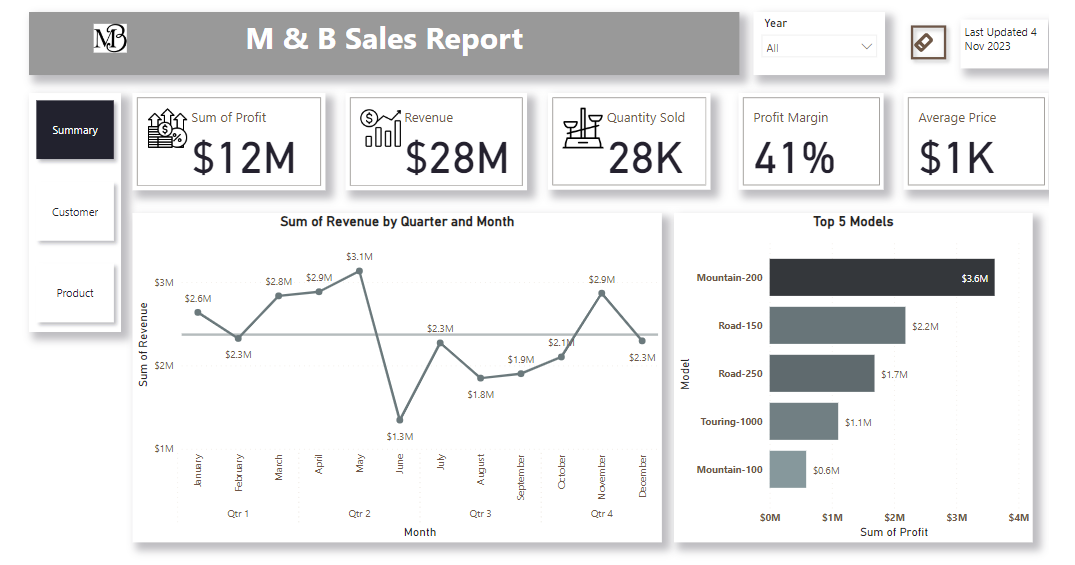 MB
M & B Sales Report
Year
All
Last Updated 4
Nov 2023
Summary
Customer
Product
Sum of Profit
$12M
Revenue
$28M
Quantity Sold
28K
Profit Margin
41%
Average Price
$1K
Sum of Revenue by Quarter and Month
Sum of Revenue
$3M
$2M
$1M
$2.6M
$2.3M
$2.8M
$2.9M
$3.1M
$1.3M
$2.3M
$1.8M
$1.9M
$2.1M
$2.9M
$2.3M
January
February
March
April
May
June
July
August
September
October
November
December
Qtr 1
Qtr 2
Qtr 3
Qtr 4
Month
Top 5 Models
Model
Mountain-200
$3.6M
Road-150
$2.2M
Road-250
$1.7M
Touring-1000
$1.1M
Mountain-100
$0.6M
$0M
$1M
$2M
$3M
$4M
Sum of Profit